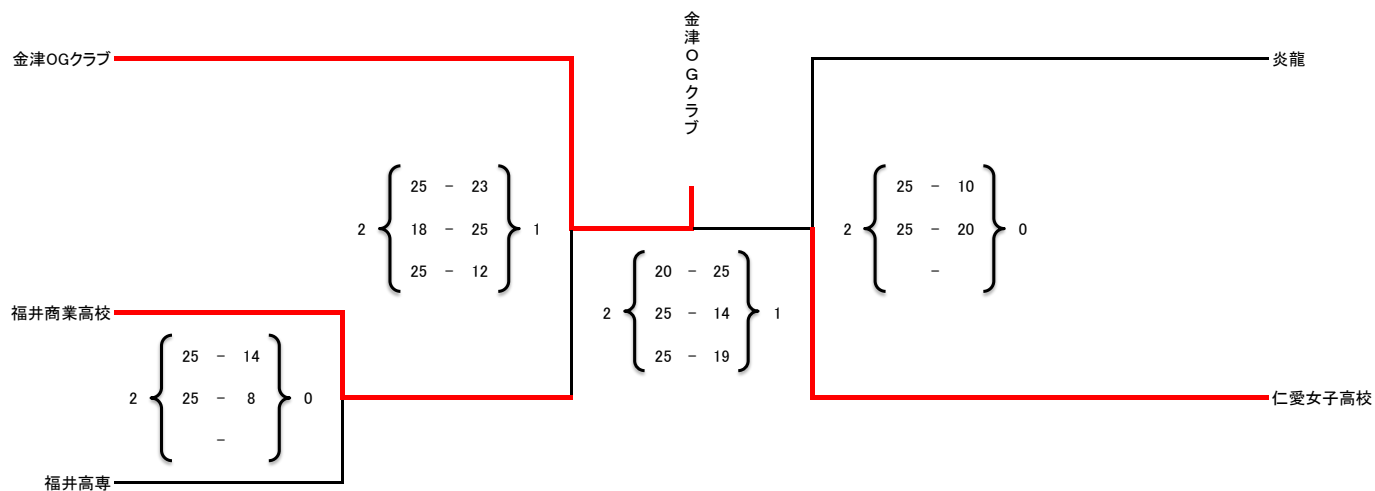 金津OGクラブ
金津OGクラブ
炎龍
25 - 23
2 18 - 25 1
25 - 12
25 - 10
2 25 - 20 0
-
20 - 25
2 25 - 14 1
25 - 19
福井商業高校
25 - 14
2 25 - 8 0
-
仁愛女子高校
福井高専